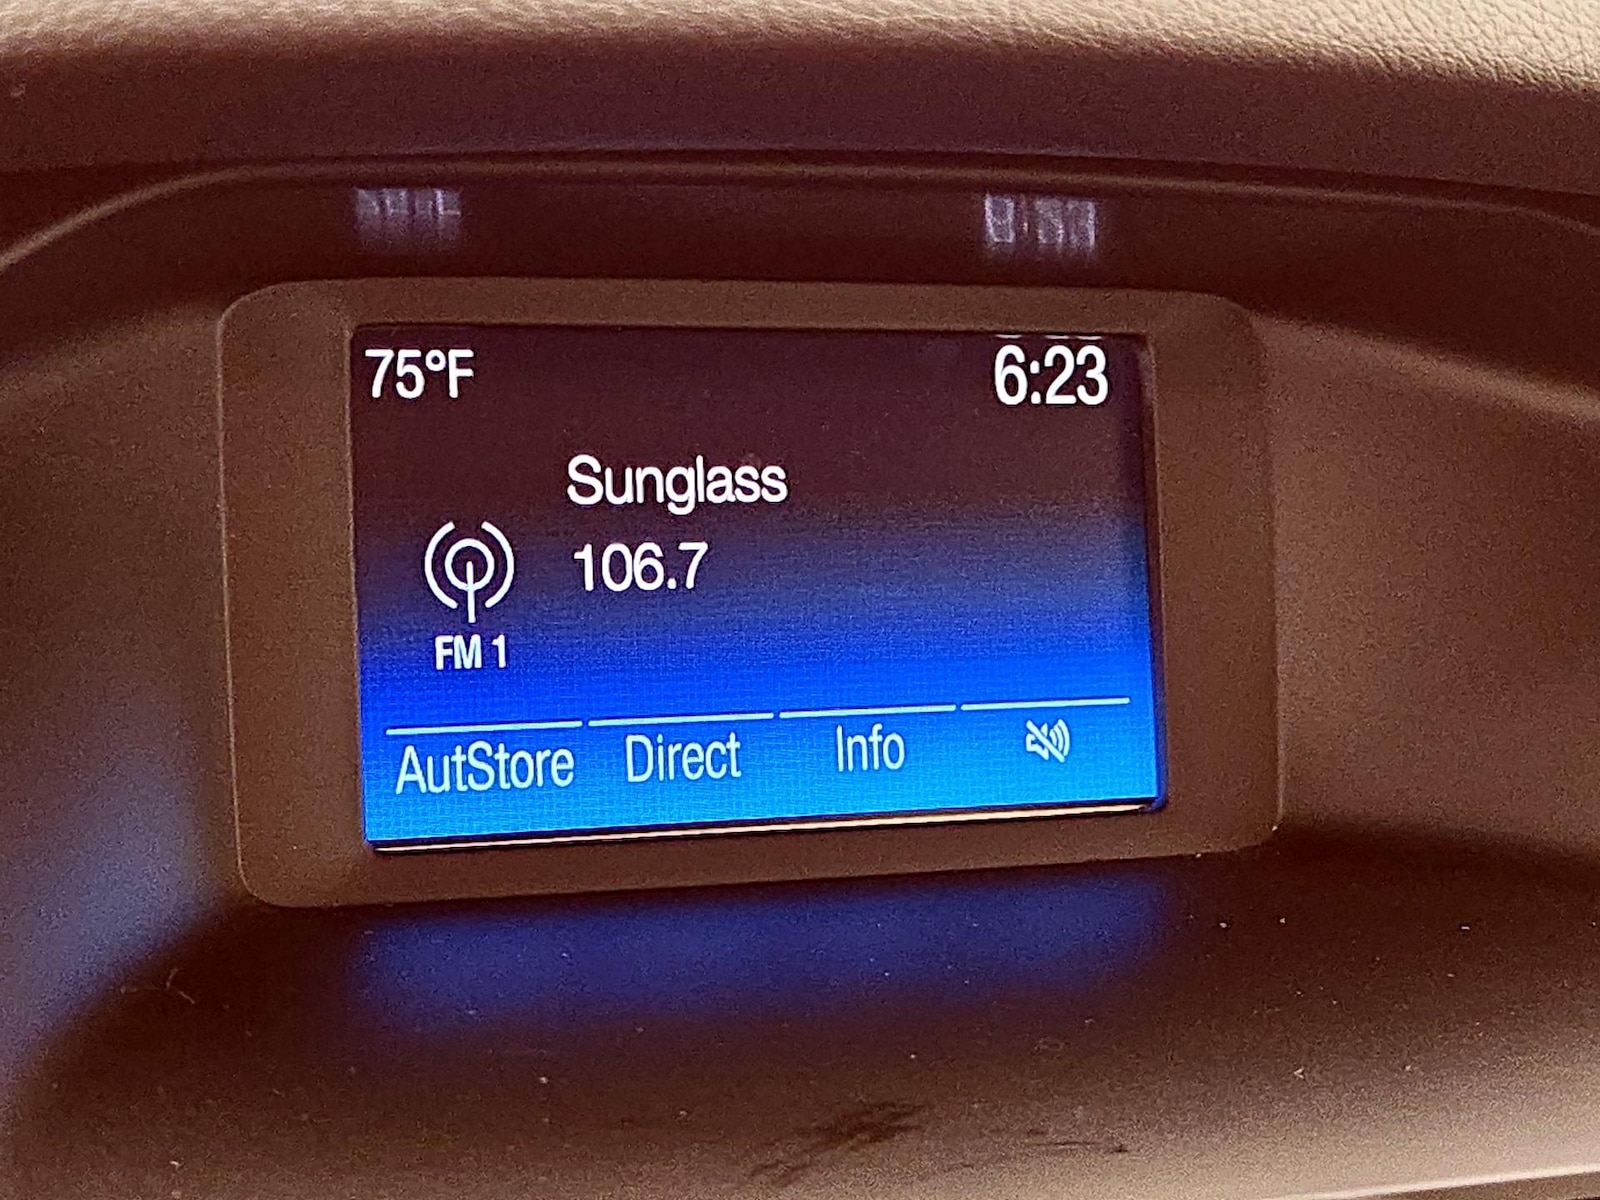 75°F 6:23
Sunglass
106.7
FM 1
AutStore Direct Info